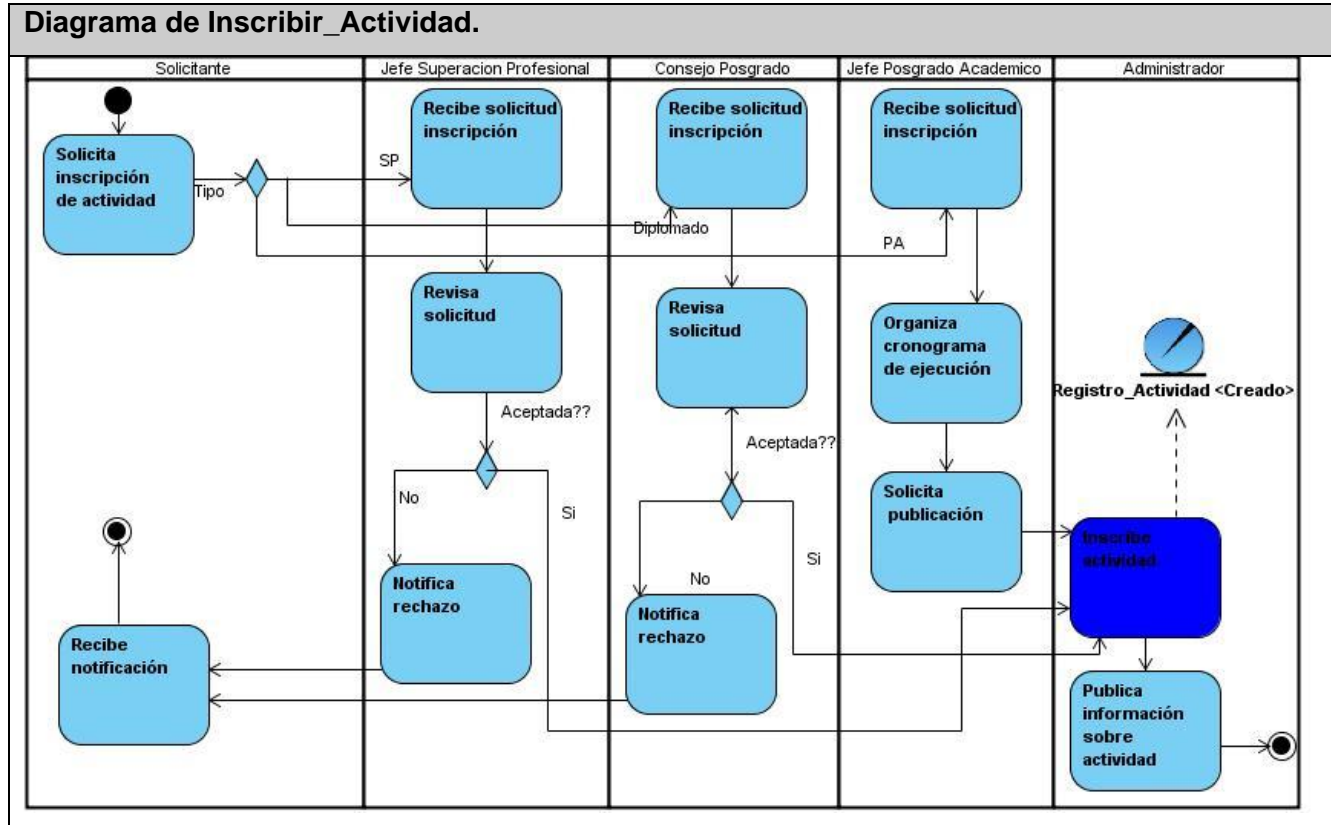 Diagrama de Inscribir_Actividad.
Solicitante
Jefe Superacion Profesional
Consejo Posgrado
Jefe Posgrado Academico
Administrador
Solicita
inscripción
de actividad
Tipo
SP
Diplomado
PA
Recibe solicitud
inscripción
Recibe solicitud
inscripción
Recibe solicitud
inscripción
Revisa
solicitud
Revisa
solicitud
Organiza
cronograma
de ejecución
Registro_Actividad <Creado>
Aceptada??
Aceptada??
No
Si
No
Si
Solicita
publicación
Inscribe
actividad
Notifica
rechazo
Notifica
rechazo
Recibe
notificación
Publica
información
sobre
actividad